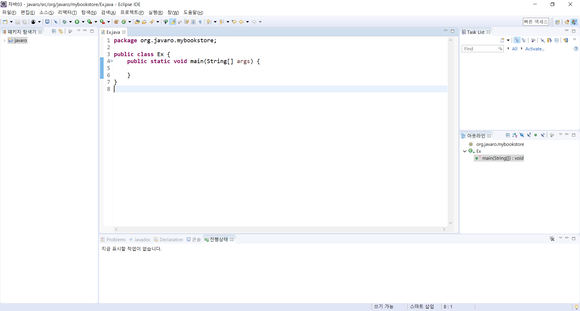 자바03 - javaro/src/org/javaro/mybookstore/Ex.java - Eclipse IDE
파일(F) 편집(E) 소스(S) 리팩터(T) 탐색(N) 검색(A) 프로젝트(P) 실행(R) 창(W) 도움말(H)
빠른 액세스
패키지 탐색기
javaro
Ex.java
1 package org.javaro.mybookstore;
2
3 public class Ex {
4 public static void main(String[] args) {
5
6 }
7 }
8
Task List
Find All Activate...
아웃라인
org.javaro.mybookstore
Ex
main(String[]) : void
Problems Javadoc Declaration 콘솔 진행상태
지금 표시할 작업이 없습니다.
쓰기 가능 스마트 삽입 8 : 1